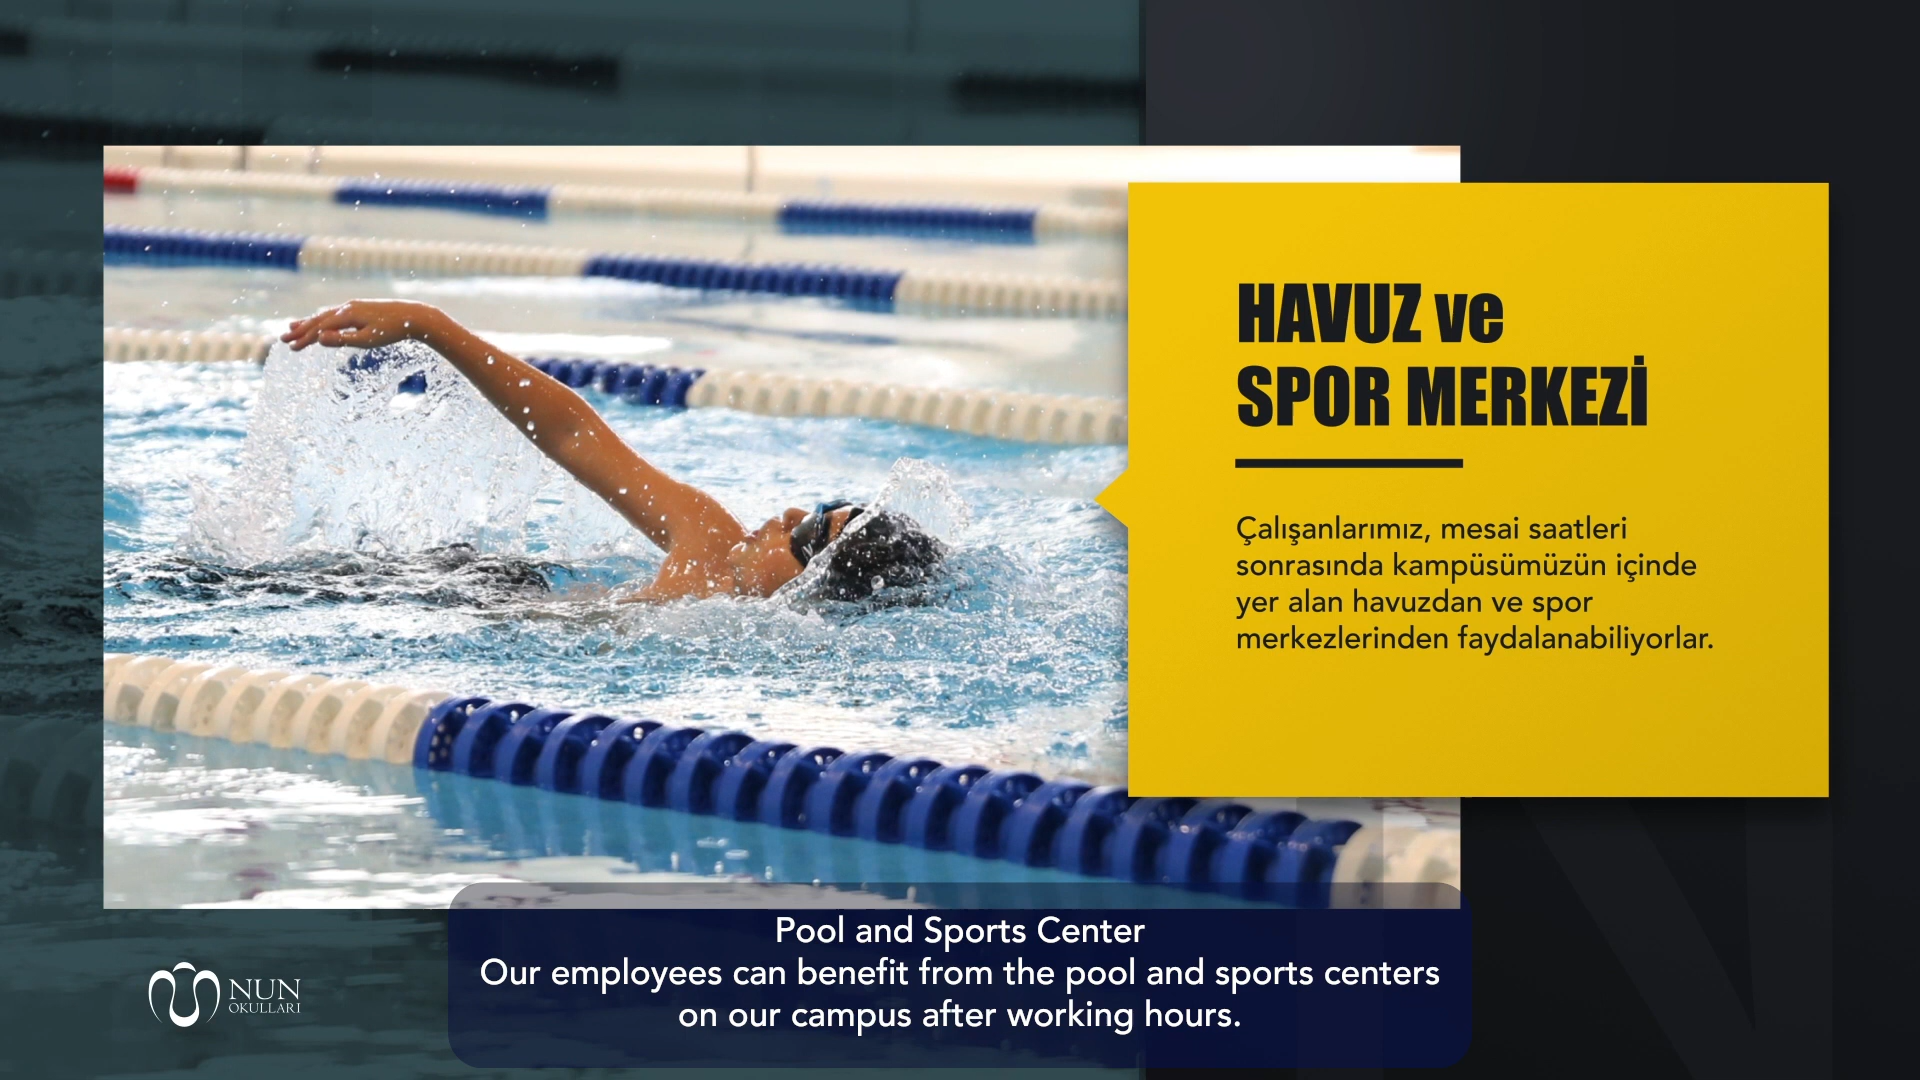 HAVUZ ve
SPOR MERKEZİ
Çalışanlarımız, mesai saatleri
sonrasında kampüsümüzün içinde
yer alan havuzdan ve spor
merkezlerinden faydalanabiliyorlar.
Pool and Sports Center
Our employees can benefit from the pool and sports centers
on our campus after working hours.
NUN
OKULLARI